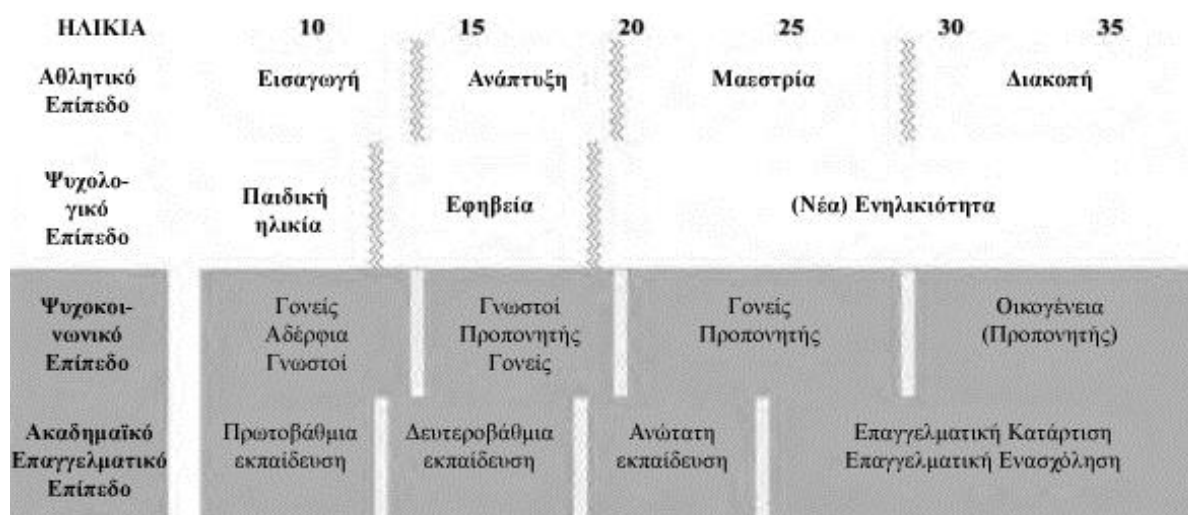 ΗΛΙΚΙΑ 10 15 20 25 30 35
Αθλητικό
Επίπεδο
Εισαγωγή
Ανάπτυξη
Μαεστρία
Διακοπή
Ψυχολο-
γικό
Επίπεδο
Παιδική
ηλικία
Εφηβεία
(Νέα) Ενηλικιότητα
Ψυχοκοι-
νωνικό
Επίπεδο
Γονείς
Αδέρφια
Γνωστοί
Γνωστοί
Προπονητής
Γονείς
Γονείς
Προπονητής
Οικογένεια
(Προπονητής)
Ακαδημαϊκό
Επαγγελματικό
Επίπεδο
Πρωτοβάθμια
εκπαίδευση
Δευτεροβάθμια
εκπαίδευση
Ανώτατη
εκπαίδευση
Επαγγελματική Κατάρτιση
Επαγγελματική Ενασχόληση